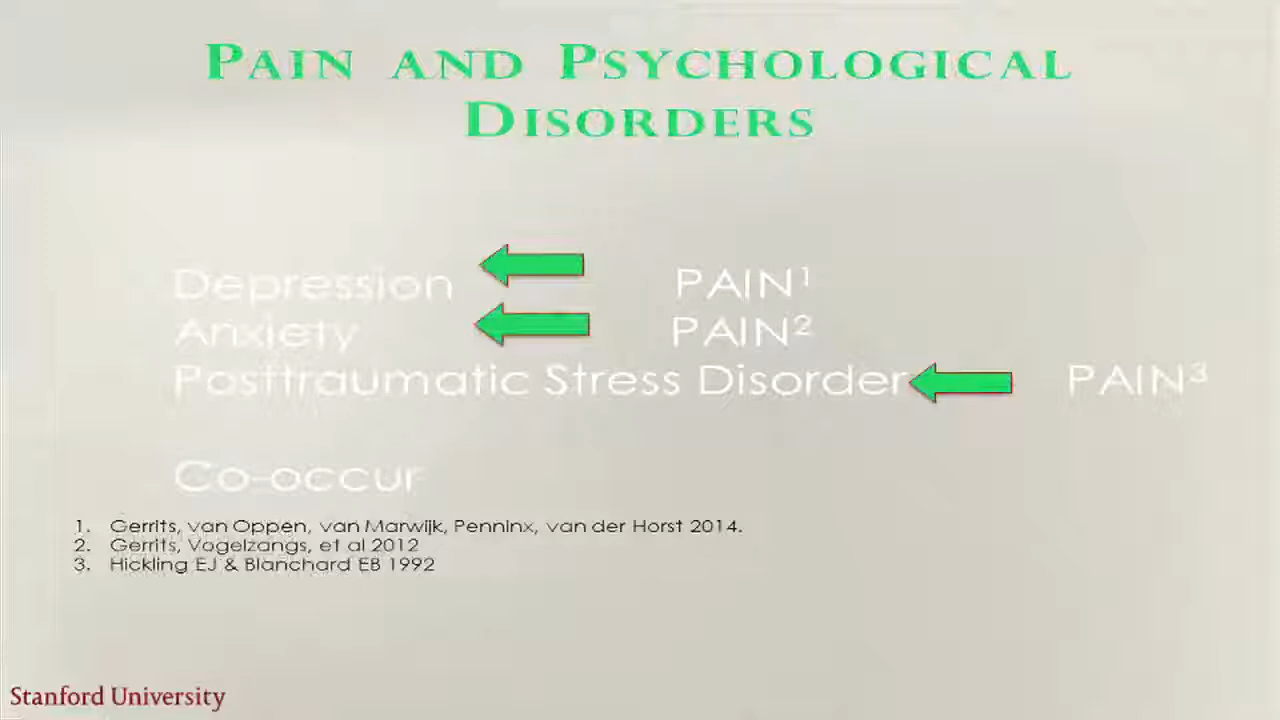 PAIN AND PSYCHOLOGICAL
DISORDERS
Depression PAIN¹
Anxiety PAIN²
Posttraumatic Stress Disorder PAIN³
Co-occur
1. Gerrits, van Oppen, van Marwijk, Penninx, van der Horst 2014.
2. Gerrits, Vogelzangs, et al 2012
3. Hickling EJ & Blanchard EB 1992
Stanford University